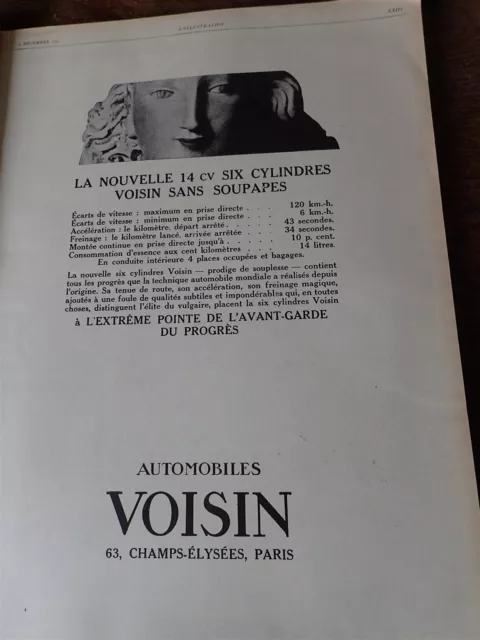 DÉCEMBRE
L'ILLUSTRATION
LA NOUVELLE 14 CV SIX CYLINDRES
VOISIN SANS SOUPAPES
Écarts de vitesse : maximum en prise directe . . . 120 km.-h.
Écarts de vitesse : minimum en prise directe . . . 6 km.-h.
Accélération : le kilomètre, départ arrêté. . . . 43 secondes.
Freinage : le kilomètre lancé, arrivée arrêtée . . . 34 secondes.
Montée continue en prise directe jusqu'à . . . . 10 p. cent.
Consommation d'essence aux cent kilomètres . . . 14 litres.
En conduite intérieure 4 places occupées et bagages.
La nouvelle six cylindres Voisin — prodige de souplesse — contient
tous les progrès que la technique automobile mondiale a réalisés depuis
l'origine. Sa tenue de route, son accélération, son freinage magique,
ajoutés à une foule de qualités subtiles et impondérables qui, en toutes
choses, distinguent l'élite du vulgaire, placent la six cylindres Voisin
à L'EXTRÊME POINTE DE L'AVANT-GARDE
DU PROGRÈS
AUTOMOBILES
VOISIN
63, CHAMPS-ÉLYSÉES, PARIS